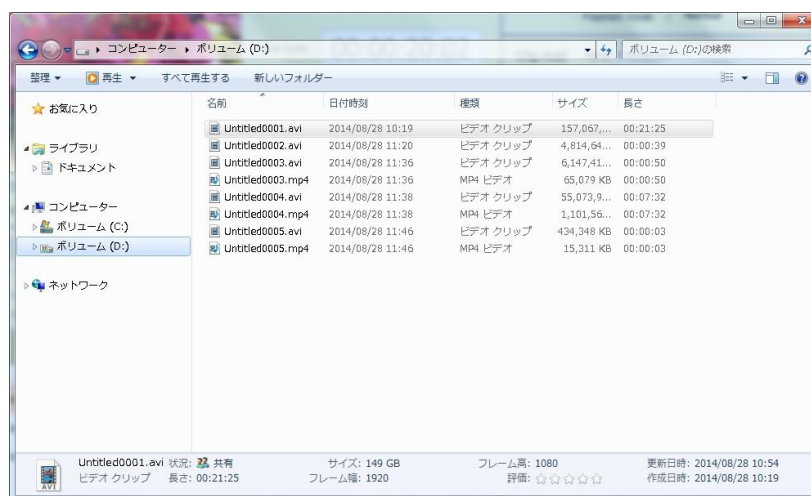 コンピューター ▸ ボリューム (D:)
ボリューム (D:)の検索
整理 再生 すべて再生する 新しいフォルダー
お気に入り
ライブラリ
ドキュメント
コンピューター
ボリューム (C:)
ボリューム (D:)
ネットワーク
名前 日付時刻 種類 サイズ 長さ
Untitled0001.avi 2014/08/28 10:19 ビデオ クリップ 157,067,... 00:21:25
Untitled0002.avi 2014/08/28 11:20 ビデオ クリップ 4,814,64... 00:00:39
Untitled0003.avi 2014/08/28 11:36 ビデオ クリップ 6,147,41... 00:00:50
Untitled0003.mp4 2014/08/28 11:36 MP4 ビデオ 65,079 KB 00:00:50
Untitled0004.avi 2014/08/28 11:38 ビデオ クリップ 55,073,9... 00:07:32
Untitled0004.mp4 2014/08/28 11:38 MP4 ビデオ 1,101,56... 00:07:32
Untitled0005.avi 2014/08/28 11:46 ビデオ クリップ 434,348 KB 00:00:03
Untitled0005.mp4 2014/08/28 11:46 MP4 ビデオ 15,311 KB 00:00:03
Untitled0001.avi 状況: 共有 サイズ: 149 GB フレーム高: 1080 更新日時: 2014/08/28 10:54
ビデオ クリップ 長さ: 00:21:25 フレーム幅: 1920 評価: ☆☆☆☆☆ 作成日時: 2014/08/28 10:19
AVI